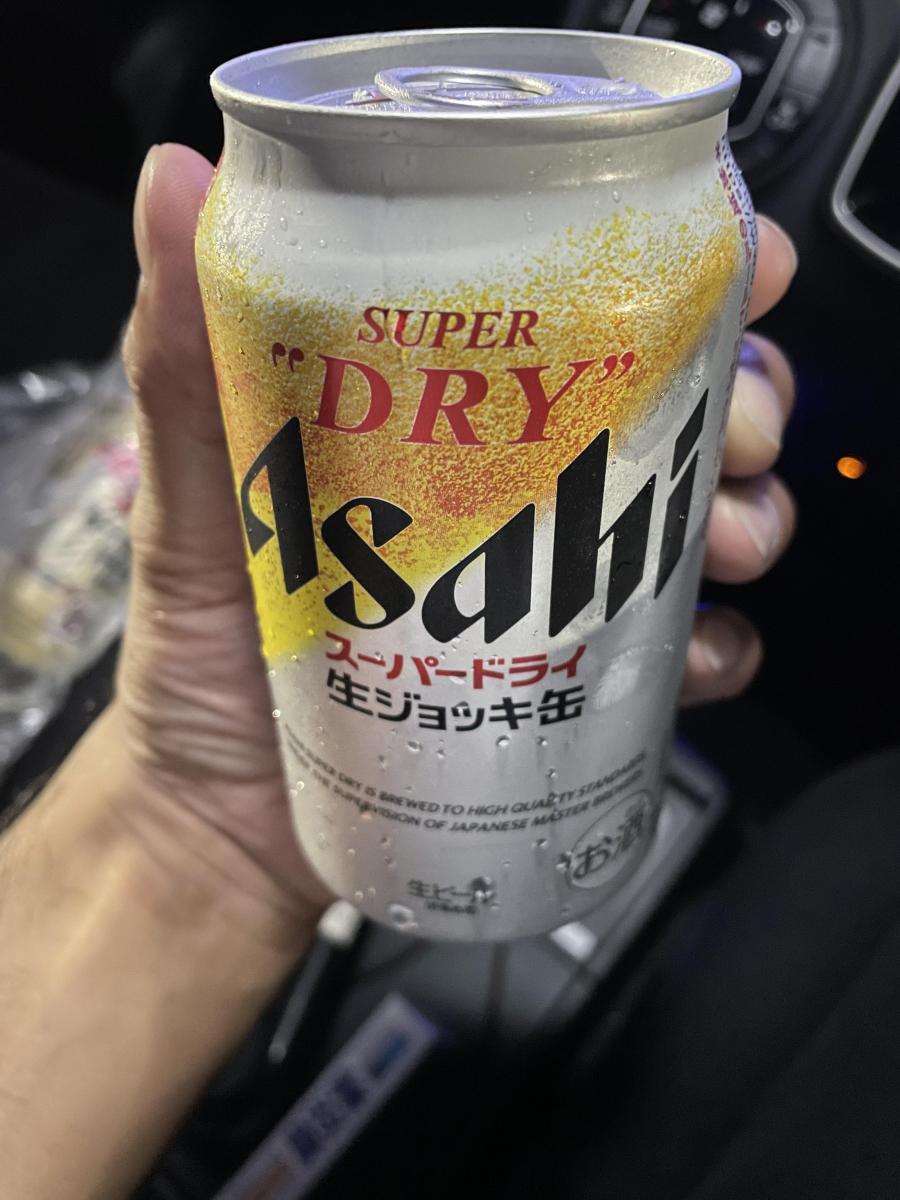 SUPER
"DRY"
Asahi
スーパードライ
生ジョッキ缶
SUPER DRY IS BREWED TO HIGH QUALITY STANDARDS
THE SUPERVISION OF JAPANESE MASTER BREWERS
お酒
生ビール